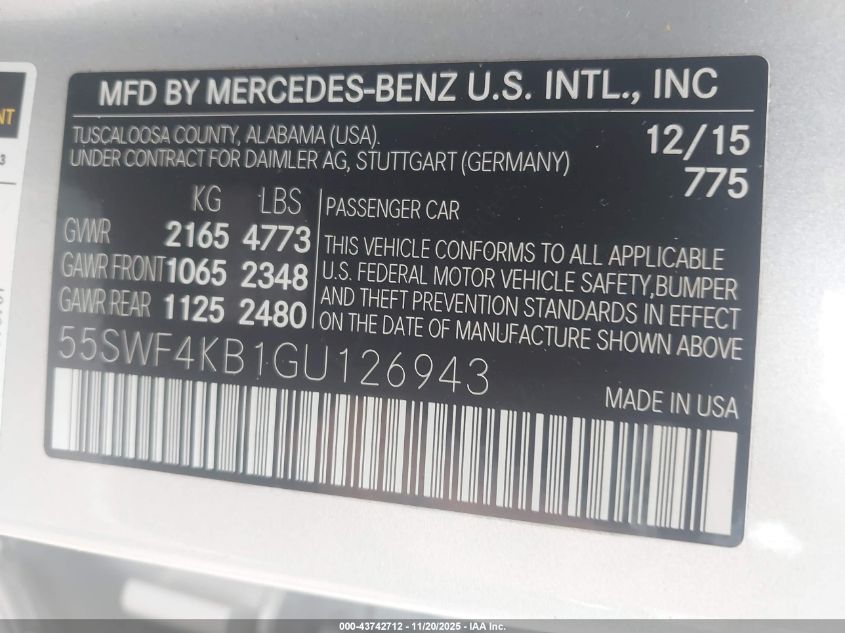 MFD BY MERCEDES-BENZ U.S. INTL., INC
TUSCALOOSA COUNTY, ALABAMA (USA).
UNDER CONTRACT FOR DAIMLER AG, STUTTGART (GERMANY)
12/15
775
KG LBS
GVWR 2165 4773
GAWR FRONT 1065 2348
GAWR REAR 1125 2480
PASSENGER CAR
THIS VEHICLE CONFORMS TO ALL APPLICABLE
U.S. FEDERAL MOTOR VEHICLE SAFETY,BUMPER
AND THEFT PREVENTION STANDARDS IN EFFECT
ON THE DATE OF MANUFACTURE SHOWN ABOVE
55SWF4KB1GU126943
MADE IN USA
000-43742712 - 11/20/2025 - IAA Inc.